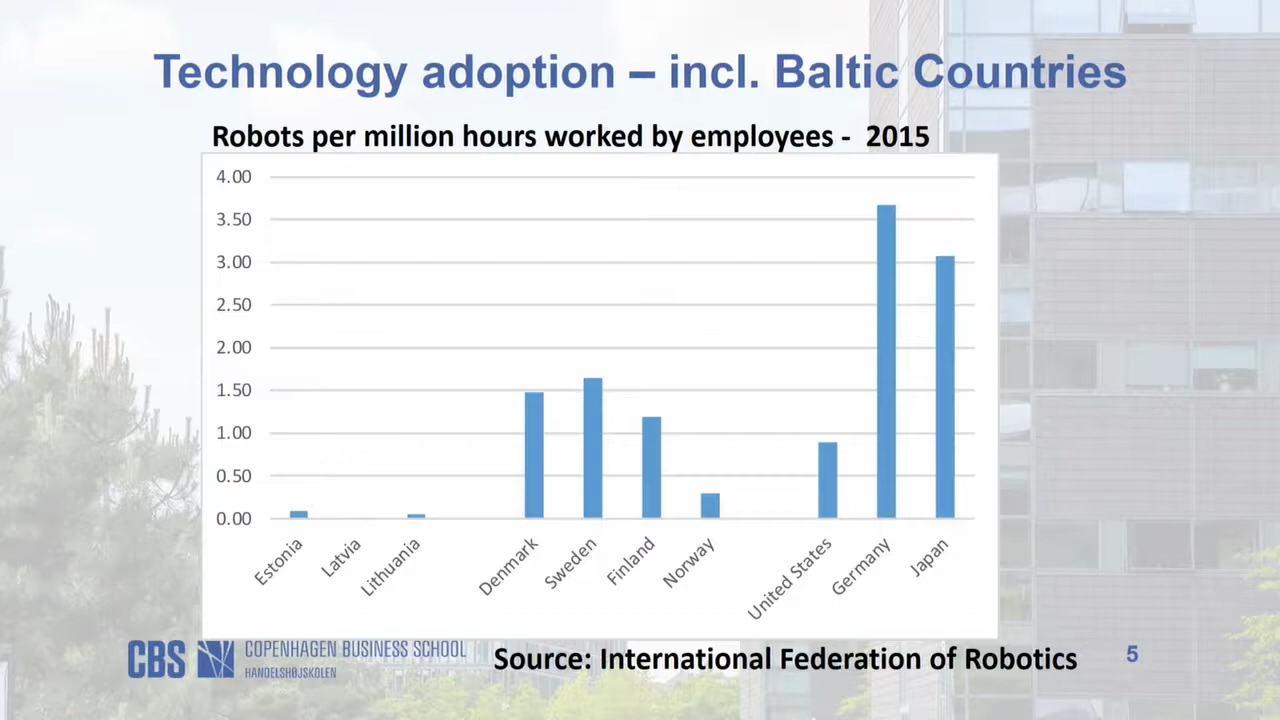 Technology adoption – incl. Baltic Countries
Robots per million hours worked by employees - 2015
4.00
3.50
3.00
2.50
2.00
1.50
1.00
0.50
0.00
Estonia
Latvia
Lithuania
Denmark
Sweden
Finland
Norway
United States
Germany
Japan
CBS COPENHAGEN BUSINESS SCHOOL
HANDELSHØJSKOLEN
Source: International Federation of Robotics
5